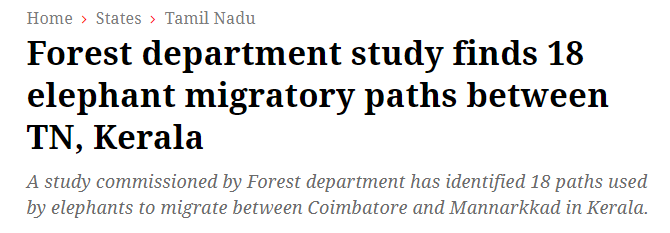 Home › States › Tamil Nadu
Forest department study finds 18
elephant migratory paths between
TN, Kerala
A study commissioned by Forest department has identified 18 paths used
by elephants to migrate between Coimbatore and Mannarkkad in Kerala.